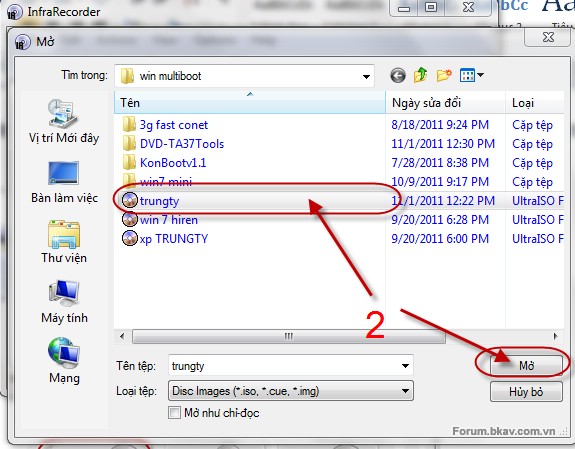 InfraRecorder
Mở
Tìm trong: win multiboot
Tên Ngày sửa đổi Loại
3g fast conet 8/18/2011 9:24 PM Cặp tệp
DVD-TA37Tools 11/1/2011 12:30 PM Cặp tệp
KonBootv1.1 7/28/2011 8:38 PM Cặp tệp
win7 mini 10/9/2011 9:17 PM Cặp tệp
trungty 11/1/2011 12:22 PM UltraISO F
win 7 hiren 9/20/2011 6:28 PM UltraISO F
xp TRUNGTY 9/20/2011 6:00 PM UltraISO F
Vị trí Mới đây
Bàn làm việc
Thư viện
Máy tính
Mạng
2
Tên tệp: trungty Mở
Loại tệp: Disc Images (*.iso, *.cue, *.img) Hủy bỏ
Mở như chỉ-đọc
Forum.bkav.com.vn